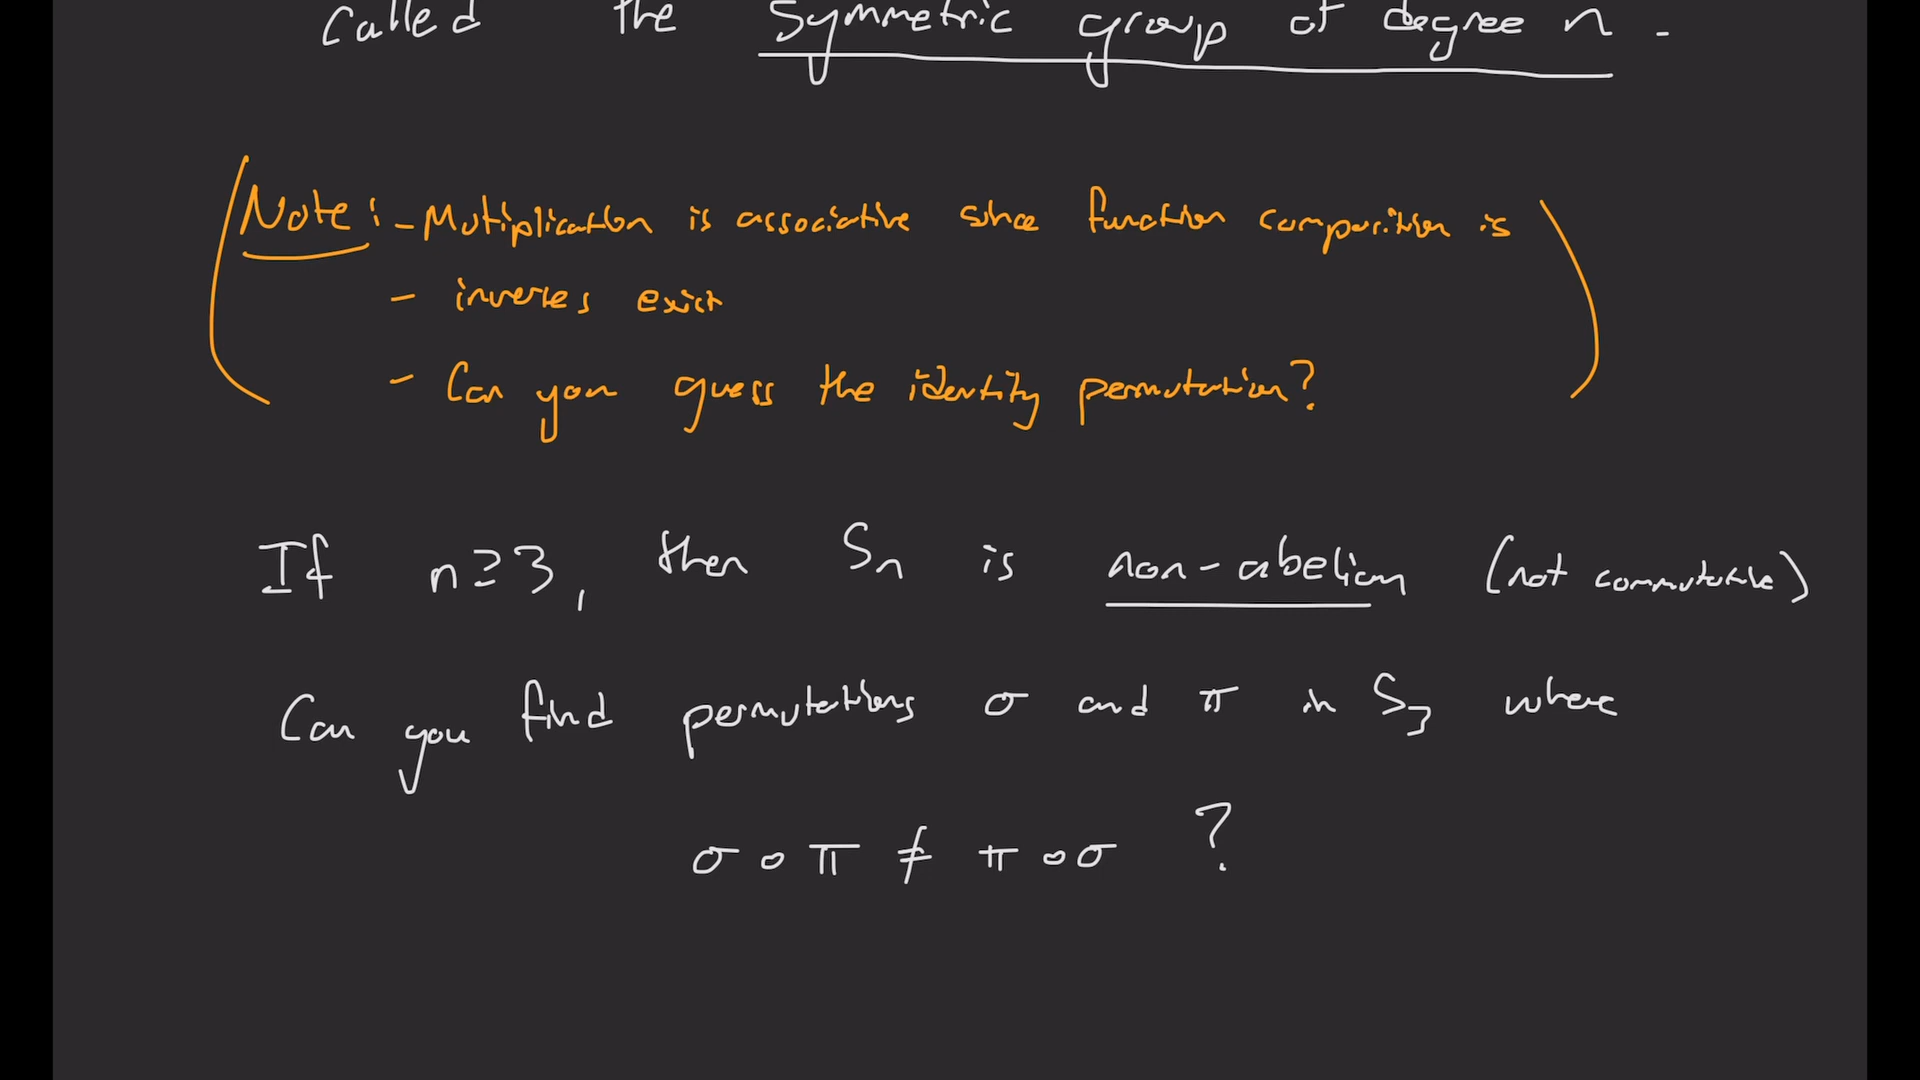 called the symmetric group of degree n.
Note: - Multiplication is associative since function composition is
- inverses exist
- Can you guess the identity permutation?
If n≥3, then Sₙ is non-abelian (not commutative)
Can you find permutations σ and π in S₃ where
σ∘π ≠ π∘σ ?